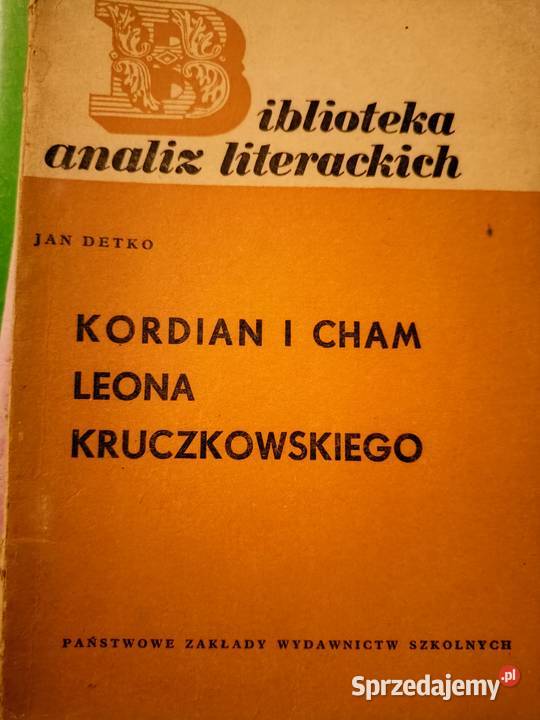 Biblioteka
analiz literackich
JAN DETKO
KORDIAN I CHAM
LEONA
KRUCZKOWSKIEGO
PAŃSTWOWE ZAKŁADY WYDAWNICTW SZKOLNYCH
Sprzedajemy.pl